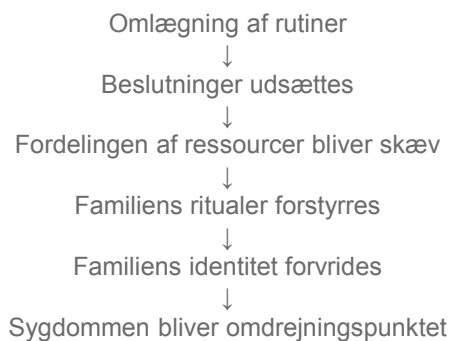 Omlægning af rutiner
↓
Beslutninger udsættes
↓
Fordelingen af ressourcer bliver skæv
↓
Familiens ritualer forstyrres
↓
Familiens identitet forvrides
↓
Sygdommen bliver omdrejningspunktet